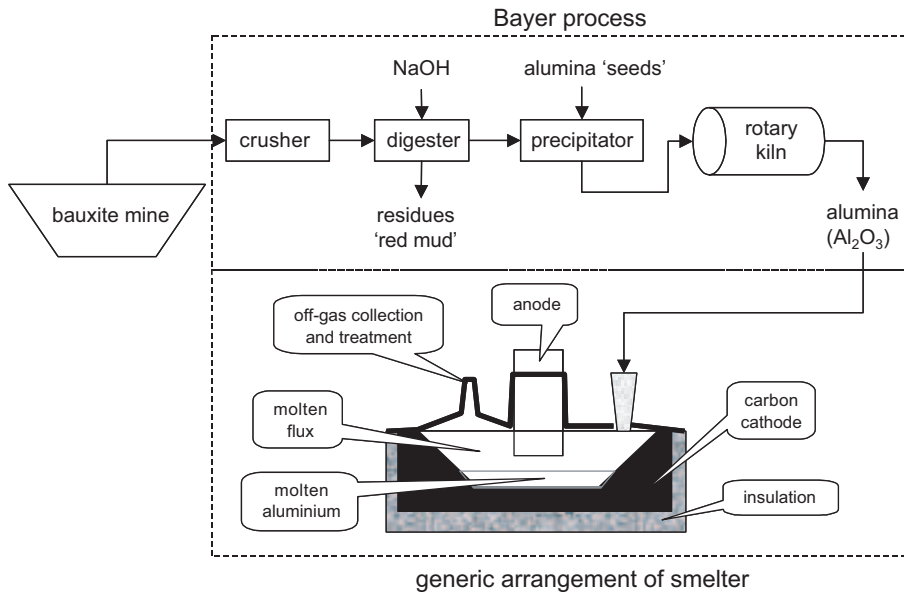 Bayer process
NaOH
alumina ‘seeds’
crusher
digester
precipitator
rotary
kiln
bauxite mine
residues
‘red mud’
alumina
(Al₂O₃)
off-gas collection
and treatment
anode
molten
flux
carbon
cathode
molten
aluminium
insulation
generic arrangement of smelter